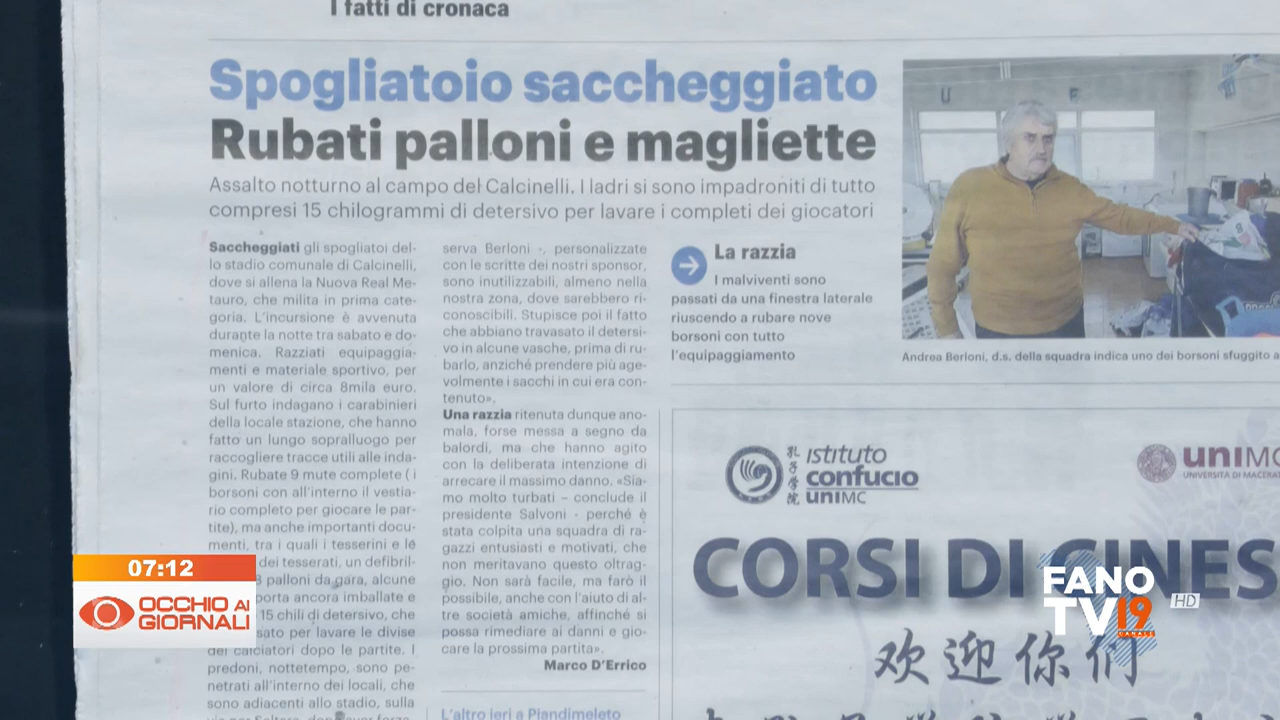 I fatti di cronaca
Spogliatoio saccheggiato
Rubati palloni e magliette
Assalto notturno al campo del Calcinelli. I ladri si sono impadroniti di tutto
compresi 15 chilogrammi di detersivo per lavare i completi dei giocatori
Saccheggiati gli spogliatoi del-
lo stadio comunale di Calcinelli,
dove si allena la Nuova Real Me-
tauro, che milita in prima cate-
goria. L'incursione è avvenuta
durante la notte tra sabato e do-
menica. Razziati equipaggia-
menti e materiale sportivo, per
un valore di circa 8mila euro.
Sul furto indagano i carabinieri
della locale stazione, che hanno
fatto un lungo sopralluogo per
raccogliere tracce utili alle inda-
gini. Rubate 9 mute complete ( i
borsoni con all'interno il vestia-
rio completo per giocare le par-
tite), ma anche importanti docu-
menti, tra i quali i tesserini e le
dei tesserati, un defibril-
palloni da gara, alcune
porta ancora imballate e
15 chili di detersivo, che
sato per lavare le divise
dei calciatori dopo le partite. I
predoni, nottetempo, sono pe-
netrati all'interno dei locali, che
sono adiacenti allo stadio, sulla
serva Berloni -, personalizzate
con le scritte dei nostri sponsor,
sono inutilizzabili, almeno nella
nostra zona, dove sarebbero ri-
conoscibili. Stupisce poi il fatto
che abbiano travasato il detersi-
vo in alcune vasche, prima di ru-
barlo, anziché prendere più age-
volmente i sacchi in cui era con-
tenuto».
Una razzia ritenuta dunque ano-
mala, forse messa a segno da
balordi, ma che hanno agito
con la deliberata intenzione di
arrecare il massimo danno. «Sia-
mo molto turbati – conclude il
presidente Salvoni - perché è
stata colpita una squadra di ra-
gazzi entusiasti e motivati, che
non meritavano questo oltrag-
gio. Non sarà facile, ma farò il
possibile, anche con l'aiuto di al-
tre società amiche, affinché si
possa rimediare ai danni e gio-
care la prossima partita».
Marco D'Errico
L'altro ieri a Piandimeleto
La razzia
I malviventi sono
passati da una finestra laterale
riuscendo a rubare nove
borsoni con tutto
l'equipaggiamento
Andrea Berloni, d.s. della squadra indica uno dei borsoni sfuggito a
孔子学院
istituto
confucio
uniMC
uniMC
UNIVERSITÀ DI MACERAT
CORSI DI CINES
欢迎你们
07:12
OCCHIO AI
GIORNALI
FANO
TV19
CANALE
HD